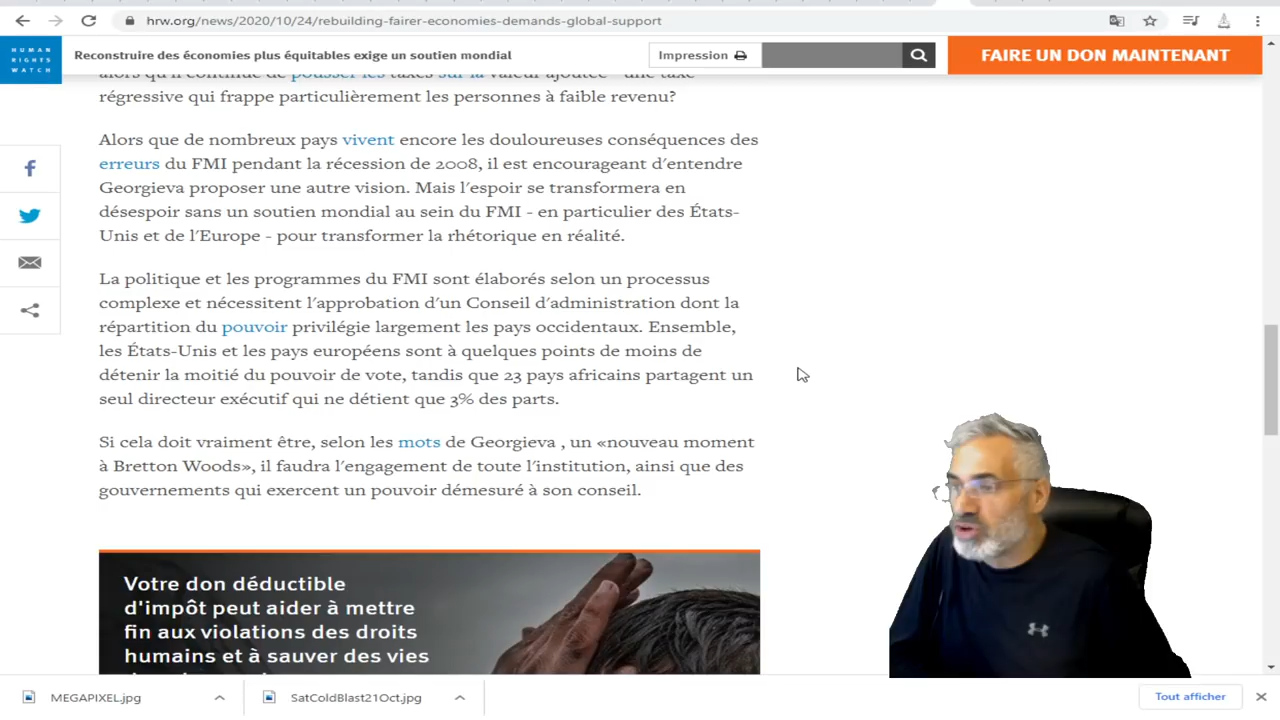 hrw.org/news/2020/10/24/rebuilding-fairer-economies-demands-global-support
HUMAN
RIGHTS
WATCH
Reconstruire des économies plus équitables exige un soutien mondial
Impression
FAIRE UN DON MAINTENANT
alors qu'il continue de pousser les taxes sur la valeur ajoutée - une taxe
régressive qui frappe particulièrement les personnes à faible revenu?
Alors que de nombreux pays vivent encore les douloureuses conséquences des
erreurs du FMI pendant la récession de 2008, il est encourageant d'entendre
Georgieva proposer une autre vision. Mais l'espoir se transformera en
désespoir sans un soutien mondial au sein du FMI - en particulier des États-
Unis et de l'Europe - pour transformer la rhétorique en réalité.
La politique et les programmes du FMI sont élaborés selon un processus
complexe et nécessitent l'approbation d'un Conseil d'administration dont la
répartition du pouvoir privilégie largement les pays occidentaux. Ensemble,
les États-Unis et les pays européens sont à quelques points de moins de
détenir la moitié du pouvoir de vote, tandis que 23 pays africains partagent un
seul directeur exécutif qui ne détient que 3% des parts.
Si cela doit vraiment être, selon les mots de Georgieva , un «nouveau moment
à Bretton Woods», il faudra l'engagement de toute l'institution, ainsi que des
gouvernements qui exercent un pouvoir démesuré à son conseil.
Votre don déductible
d'impôt peut aider à mettre
fin aux violations des droits
humains et à sauver des vies
MEGAPIXEL.jpg
SatColdBlast21Oct.jpg
Tout afficher